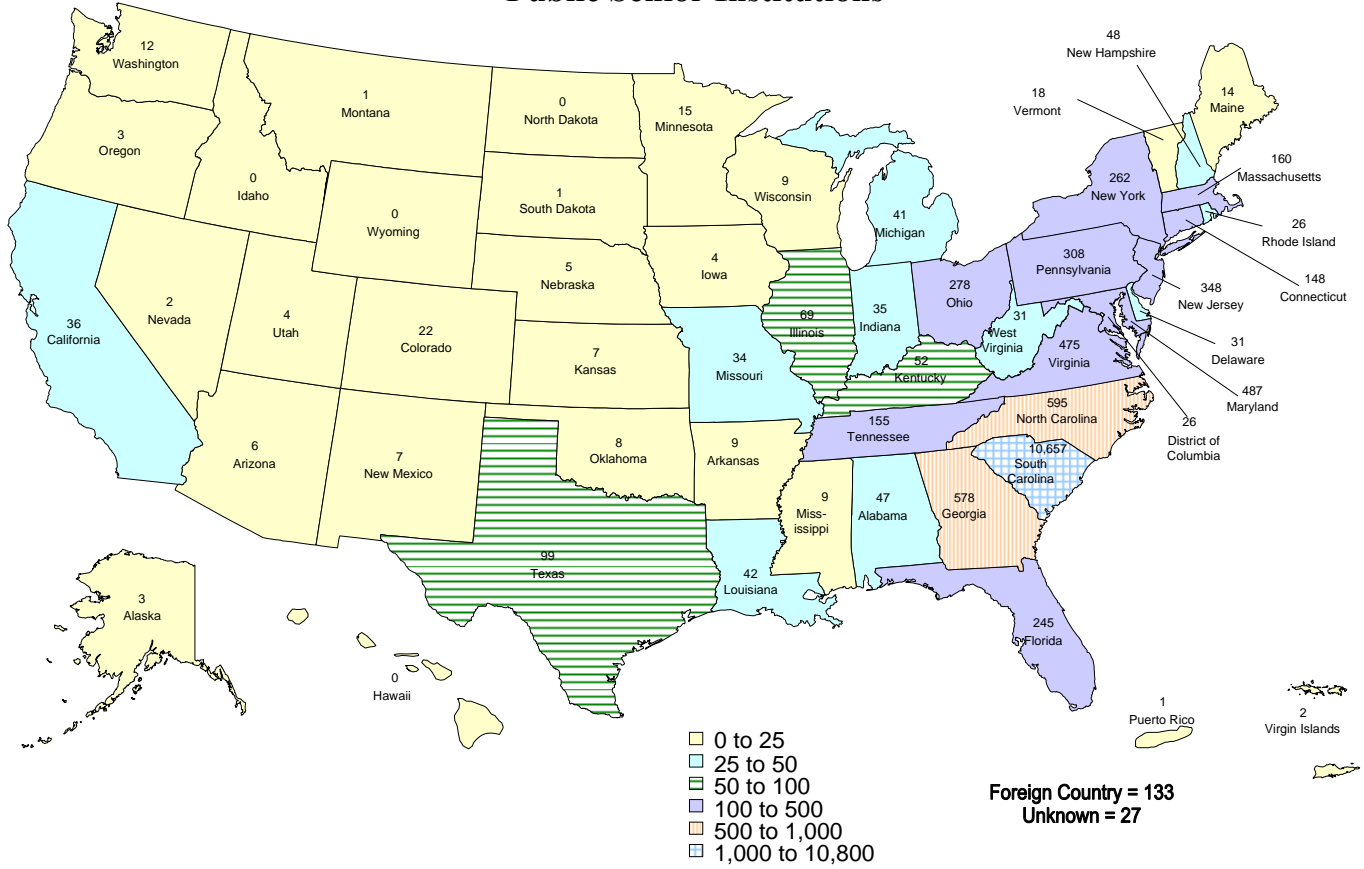 Public Senior Institutions
12
Washington
3
Oregon
1
Montana
0
Idaho
0
North Dakota
15
Minnesota
0
Wyoming
1
South Dakota
9
Wisconsin
41
Michigan
48
New Hampshire
18
Vermont
14
Maine
262
New York
160
Massachusetts
26
Rhode Island
148
Connecticut
308
Pennsylvania
348
New Jersey
31
Delaware
487
Maryland
26
District of
Columbia
36
California
2
Nevada
4
Utah
22
Colorado
5
Nebraska
4
Iowa
7
Kansas
34
Missouri
69
Illinois
35
Indiana
278
Ohio
31
West
Virginia
475
Virginia
52
Kentucky
155
Tennessee
595
North Carolina
10,657
South
Carolina
6
Arizona
7
New Mexico
8
Oklahoma
9
Arkansas
9
Miss-
issippi
47
Alabama
578
Georgia
99
Texas
42
Louisiana
245
Florida
3
Alaska
0
Hawaii
1
Puerto Rico
2
Virgin Islands
0 to 25
25 to 50
50 to 100
100 to 500
500 to 1,000
1,000 to 10,800
Foreign Country = 133
Unknown = 27